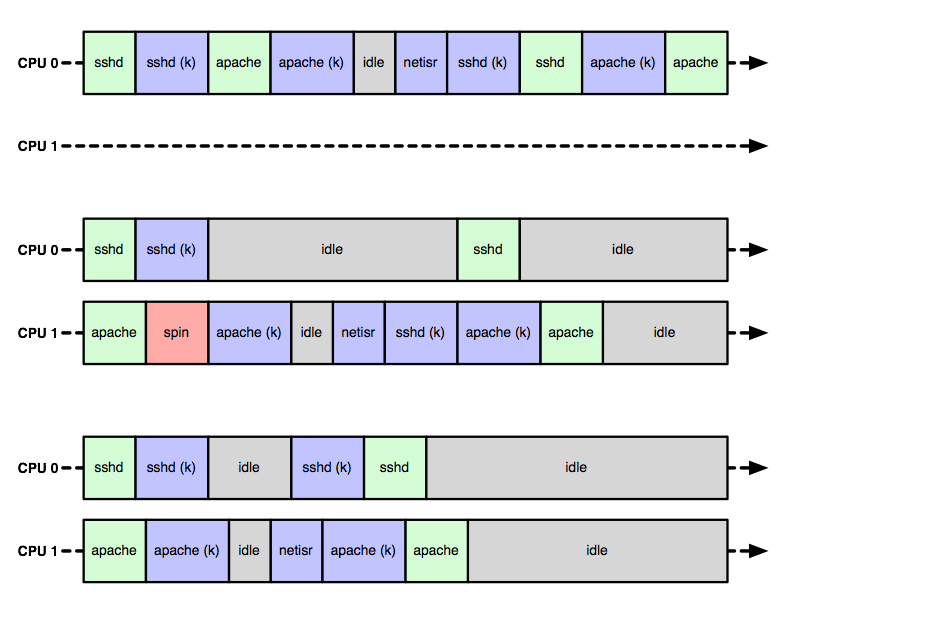 CPU 0 sshd sshd (k) apache apache (k) idle netisr sshd (k) sshd apache (k) apache
CPU 1
CPU 0 sshd sshd (k) idle sshd idle
CPU 1 apache spin apache (k) idle netisr sshd (k) apache (k) apache idle
CPU 0 sshd sshd (k) idle sshd (k) sshd idle
CPU 1 apache apache (k) idle netisr apache (k) apache idle